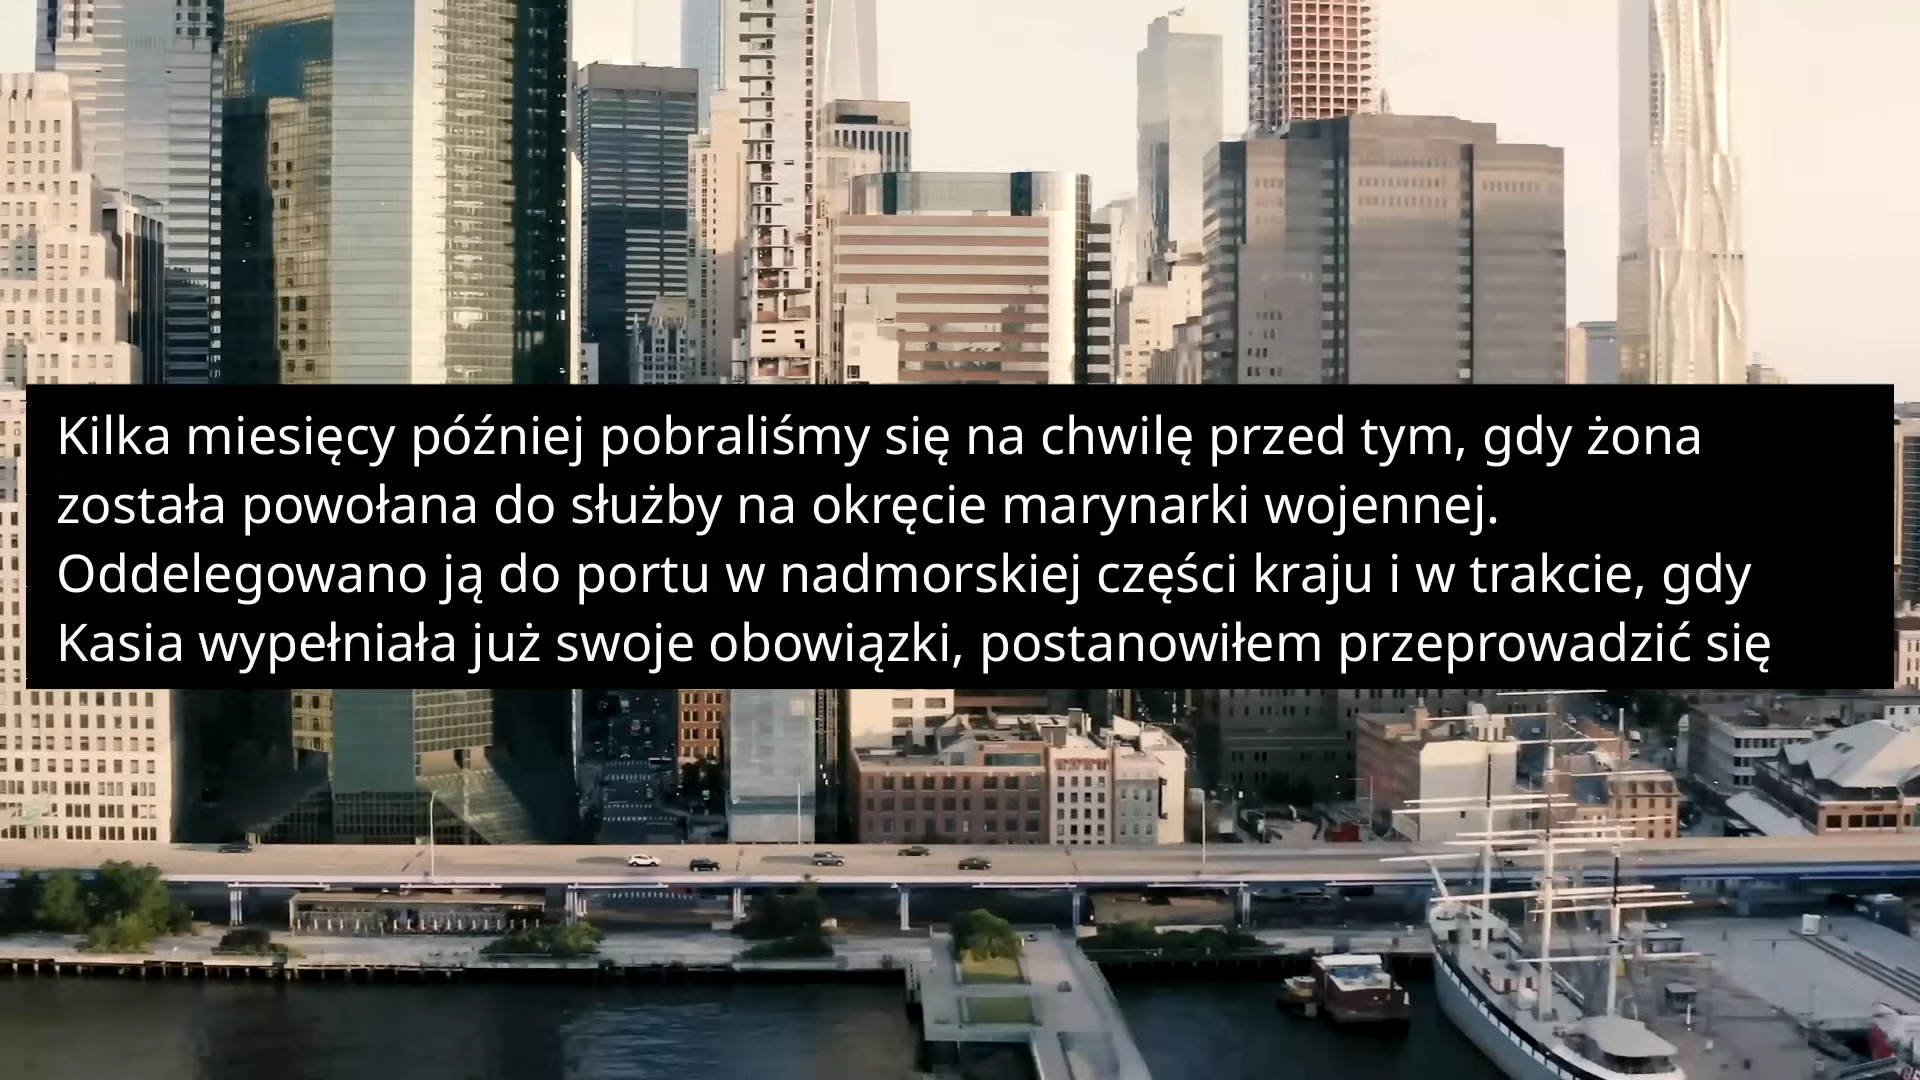 Kilka miesięcy później pobraliśmy się na chwilę przed tym, gdy żona
została powołana do służby na okręcie marynarki wojennej.
Oddelegowano ją do portu w nadmorskiej części kraju i w trakcie, gdy
Kasia wypełniała już swoje obowiązki, postanowiłem przeprowadzić się